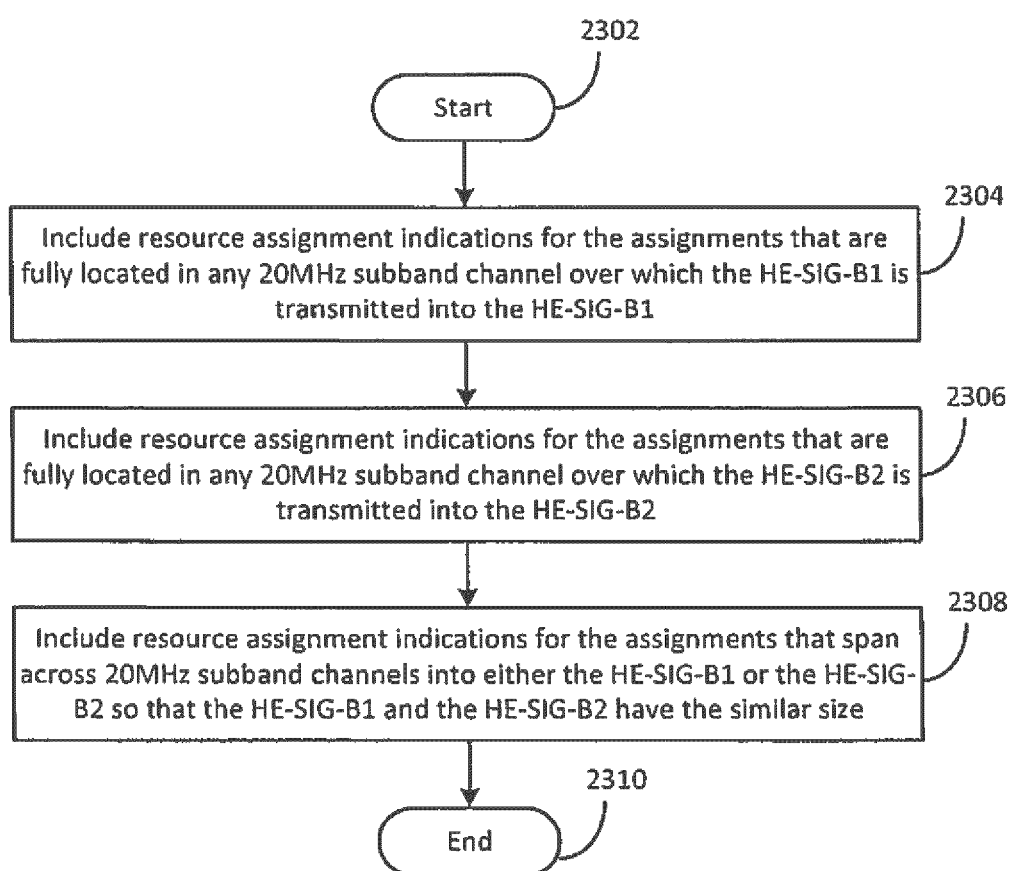 2302
Start
2304
Include resource assignment indications for the assignments that are
fully located in any 20MHz subband channel over which the HE-SIG-B1 is
transmitted into the HE-SIG-B1
2306
Include resource assignment indications for the assignments that are
fully located in any 20MHz subband channel over which the HE-SIG-B2 is
transmitted into the HE-SIG-B2
2308
Include resource assignment indications for the assignments that span
across 20MHz subband channels into either the HE-SIG-B1 or the HE-SIG-
B2 so that the HE-SIG-B1 and the HE-SIG-B2 have the similar size
2310
End